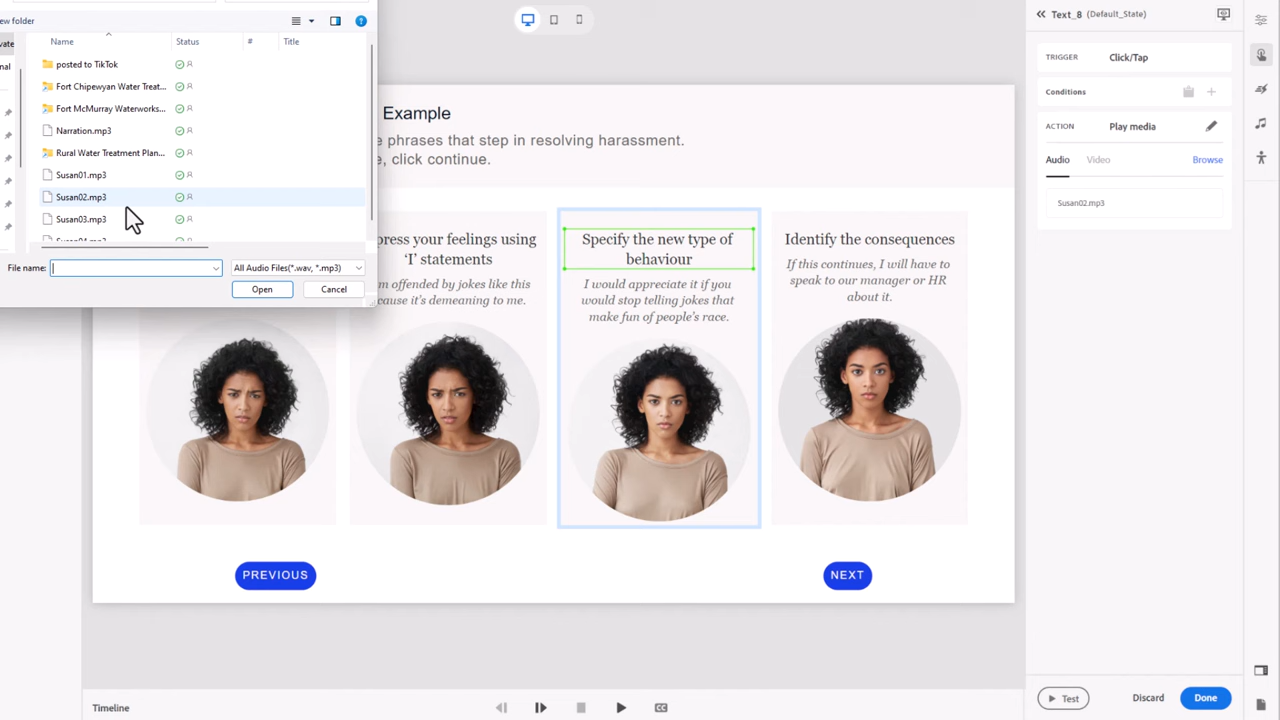 ew folder
Name
Status
#
Title
posted to TikTok
Fort Chipewyan Water Treat...
Fort McMurray Waterworks...
Narration.mp3
Rural Water Treatment Plan...
Susan01.mp3
Susan02.mp3
Susan03.mp3
Susan04.mp3
File name:
All Audio Files(*.wav, *.mp3)
Open
Cancel
Example
e phrases that step in resolving harassment.
e, click continue.
press your feelings using
‘I’ statements
m offended by jokes like this
cause it’s demeaning to me.
Specify the new type of
behaviour
I would appreciate it if you
would stop telling jokes that
make fun of people’s race.
Identify the consequences
If this continues, I will have to
speak to our manager or HR
about it.
PREVIOUS
NEXT
Timeline
CC
Text_8 (Default_State)
TRIGGER
Click/Tap
Conditions
ACTION
Play media
Audio
Video
Browse
Susan02.mp3
Test
Discard
Done